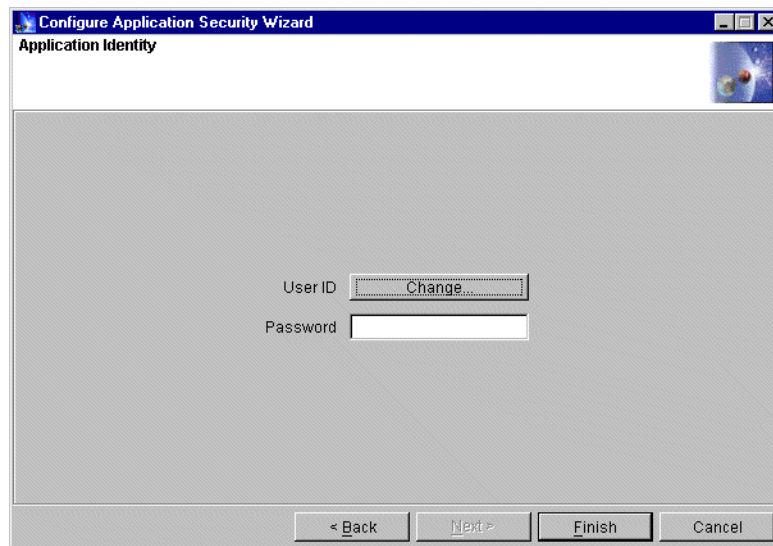 Configure Application Security Wizard
Application Identity
User ID Change...
Password
< Back Next > Finish Cancel